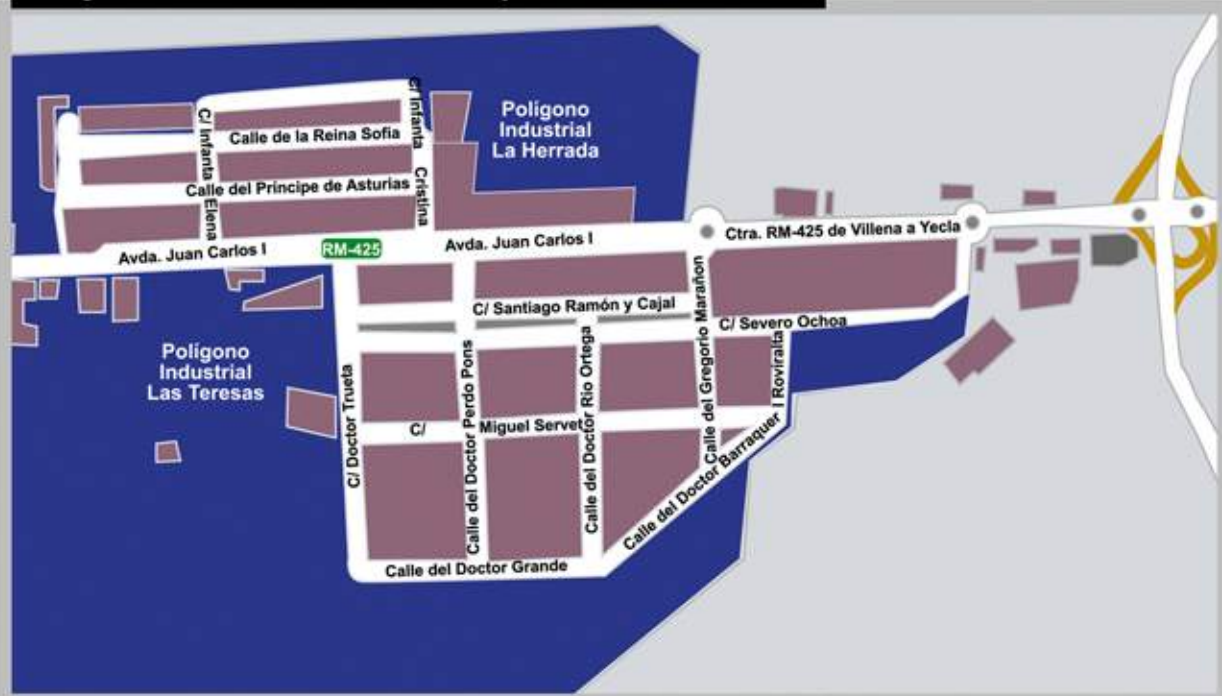 C/ Infanta
Cristina
Polígono
Industrial
La Herrada
C/ Infanta
Elena
Calle de la Reina Sofía
Calle del Príncipe de Asturias
Avda. Juan Carlos I
RM-425
Avda. Juan Carlos I
Ctra. RM-425 de Villena a Yecla
C/ Santiago Ramón y Cajal
C/ Severo Ochoa
Polígono
Industrial
Las Teresas
C/ Doctor Trueta
Calle del Doctor Perdo Pons
Calle del Doctor Rio Ortega
Calle del Gregorio Marañon
I Roviralta
C/ Miguel Servet
Calle del Doctor Barraquer
Calle del Doctor Grande